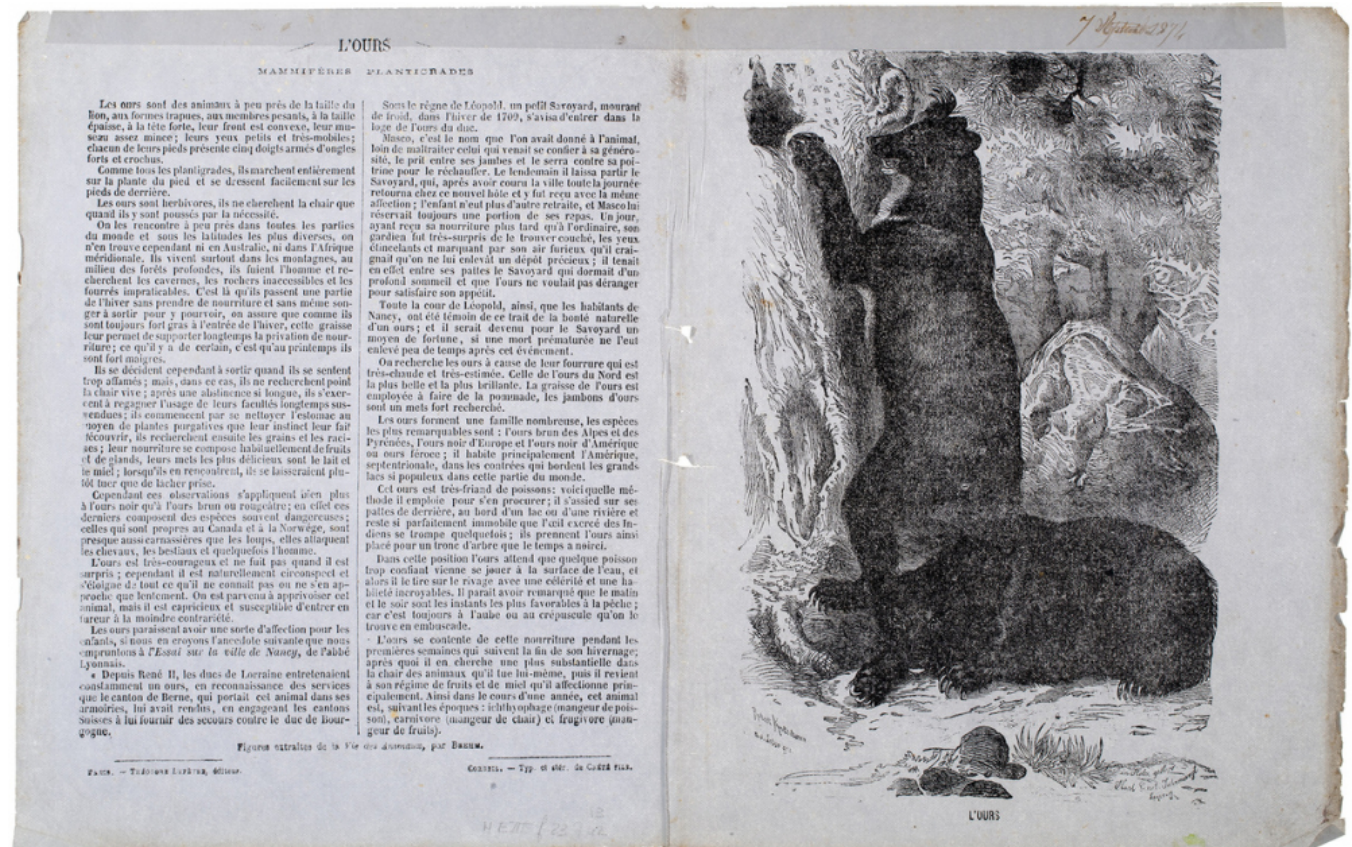 L'OURS
MAMMIFÈRES PLANTIGRADES
Les ours sont des animaux à peu près de la taille du
lion, aux formes trapues, aux membres pesants, à la taille
épaisse, à la tête forte, leur front est convexe, leur mu-
seau assez mince; leurs yeux petits et très-mobiles;
chacun de leurs pieds présente cinq doigts armés d'ongles
forts et crochus.
Comme tous les plantigrades, ils marchent entièrement
sur la plante du pied et se dressent facilement sur les
pieds de derrière.
Les ours sont herbivores, ils ne cherchent la chair que
quand ils y sont poussés par la nécessité.
On les rencontre à peu près dans toutes les parties
du monde et sous les latitudes les plus diverses, on
n'en trouve cependant ni en Australie, ni dans l'Afrique
méridionale. Ils vivent surtout dans les montagnes, au
milieu des forêts profondes, ils fuient l'homme et re-
cherchent les cavernes, les rochers inaccessibles et les
fourrés impraticables. C'est là qu'ils passent une partie
de l'hiver sans prendre de nourriture et sans même son-
ger à sortir pour y pourvoir, on assure que comme ils
sont toujours fort gras à l'entrée de l'hiver, cette graisse
leur permet de supporter longtemps la privation de nour-
riture; ce qu'il y a de certain, c'est qu'au printemps ils
sont fort maigres.
Ils se décident cependant à sortir quand ils se sentent
trop affamés; mais, dans ce cas, ils ne recherchent point
la chair vive; après une abstinence si longue, ils s'exer-
cent à regagner l'usage de leurs facultés longtemps sus-
pendues; ils commencent par se nettoyer l'estomac au
moyen de plantes purgatives que leur instinct leur fait
découvrir, ils recherchent ensuite les grains et les raci-
nes; leur nourriture se compose habituellement de fruits
et de glands, leurs mets les plus délicieux sont le lait et
le miel; lorsqu'ils en rencontrent, ils se laisseraient plu-
tôt tuer que de lâcher prise.
Cependant ces observations s'appliquent bien plus
à l'ours noir qu'à l'ours brun ou rougeâtre; en effet ces
derniers composent des espèces souvent dangereuses;
celles qui sont propres au Canada et à la Norwége, sont
presque aussi carnassières que les loups, elles attaquent
les chevaux, les bestiaux et quelquefois l'homme.
L'ours est très-courageux et ne fuit pas quand il est
surpris; cependant il est naturellement circonspect et
s'éloigne de tout ce qu'il ne connaît pas ou ne s'en ap-
proche que lentement. On est parvenu à apprivoiser cet
animal, mais il est capricieux et susceptible d'entrer en
fureur à la moindre contrariété.
Les ours paraissent avoir une sorte d'affection pour les
enfants, si nous en croyons l'anecdote suivante que nous
empruntons à l'Essai sur la ville de Nancy, de l'abbé
Lyonnais.
« Depuis René II, les ducs de Lorraine entretenaient
constamment un ours, en reconnaissance des services
que le canton de Berne, qui portait cet animal dans ses
armoiries, lui avait rendus, en engageant les cantons
Suisses à lui fournir des secours contre le duc de Bour-
gogne.
Sous le règne de Léopold, un petit Savoyard, mourant
de froid, dans l'hiver de 1709, s'avisa d'entrer dans la
loge de l'ours du duc.
Masco, c'est le nom que l'on avait donné à l'animal,
loin de maltraiter celui qui venait se confier à sa généro-
sité, le prit entre ses jambes et le serra contre sa poi-
trine pour le réchauffer. Le lendemain il laissa partir le
Savoyard, qui, après avoir couru la ville toute la journée
retourna chez ce nouvel hôte et y fut reçu avec la même
affection; l'enfant n'eut plus d'autre retraite, et Masco lui
réservait toujours une portion de ses repas. Un jour,
ayant reçu sa nourriture plus tard qu'à l'ordinaire, son
gardien fut très-surpris de le trouver couché, les yeux
étincelants et marquant par son air furieux qu'il crai-
gnait qu'on ne lui enlevât un dépôt précieux; il tenait
en effet entre ses pattes le Savoyard qui dormait d'un
profond sommeil et que l'ours ne voulait pas déranger
pour satisfaire son appétit.
Toute la cour de Léopold, ainsi, que les habitants de
Nancy, ont été témoin de ce trait de la bonté naturelle
d'un ours; et il serait devenu pour le Savoyard un
moyen de fortune, si une mort prématurée ne l'eut
enlevé peu de temps après cet événement.
On recherche les ours à cause de leur fourrure qui est
très-chaude et très-estimée. Celle de l'ours du Nord est
la plus belle et la plus brillante. La graisse de l'ours est
employée à faire de la pommade, les jambons d'ours
sont un mets fort recherché.
Les ours forment une famille nombreuse, les espèces
les plus remarquables sont : l'ours brun des Alpes et des
Pyrénées, l'ours noir d'Europe et l'ours noir d'Amérique
ou ours féroce; il habite principalement l'Amérique,
septentrionale, dans les contrées qui bordent les grands
lacs si populeux dans cette partie du monde.
Cet ours est très-friand de poissons: voici quelle mé-
thode il emploie pour s'en procurer; il s'assied sur ses
pattes de derrière, au bord d'un lac ou d'une rivière et
reste si parfaitement immobile que l'œil exercé des In-
diens se trompe quelquefois; ils prennent l'ours ainsi
placé pour un tronc d'arbre que le temps a noirci.
Dans cette position l'ours attend que quelque poisson
trop confiant vienne se jouer à la surface de l'eau, et
alors il le tire sur le rivage avec une célérité et une ha-
bileté incroyables. Il paraît avoir remarqué que le matin
et le soir sont les instants les plus favorables à la pêche;
car c'est toujours à l'aube ou au crépuscule qu'on le
trouve en embuscade.
L'ours se contente de cette nourriture pendant les
premières semaines qui suivent la fin de son hivernage;
après quoi il en cherche une plus substantielle dans
la chair des animaux qu'il tue lui-même, puis il revient
à son régime de fruits et de miel qu'il affectionne prin-
cipalement. Ainsi dans le cours d'une année, cet animal
est, suivant les époques : ichthyophage (mangeur de pois-
son), carnivore (mangeur de chair) et frugivore (man-
geur de fruits).
Figures extraites de la Vie des Animaux, par BREHM.
PARIS. — THÉODORE LEFÈVRE, éditeur.
CORBEIL. — Typ. et stér. de CRÉTÉ FILS.
L'OURS